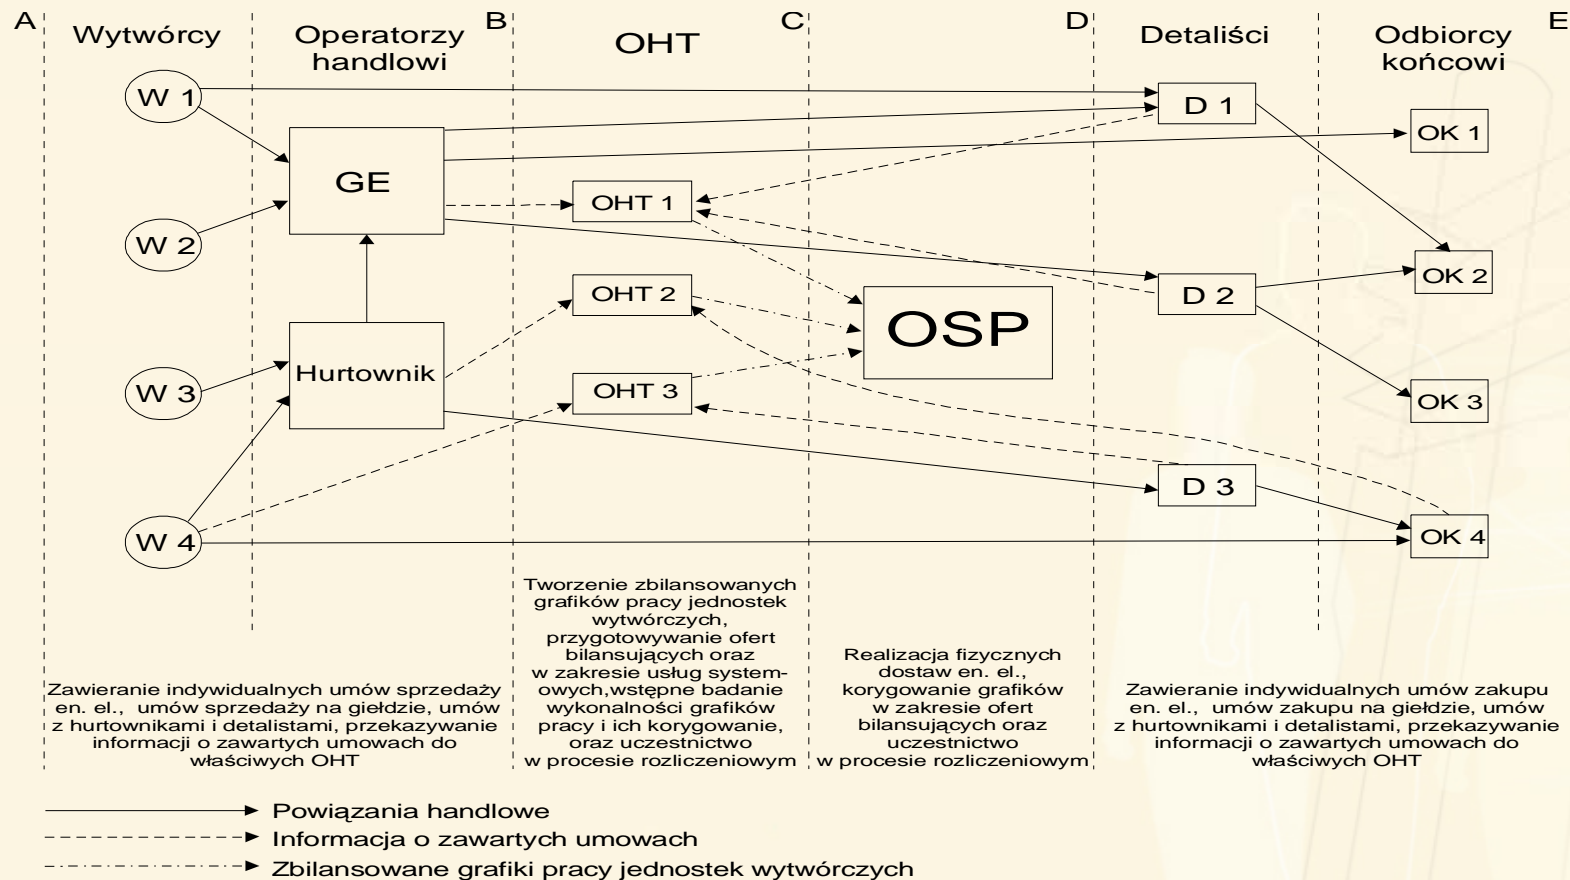 A
B
C
D
E
Wytwórcy
Operatorzy
handlowi
OHT
Detaliści
Odbiorcy
końcowi
W 1
W 2
W 3
W 4
GE
Hurtownik
OHT 1
OHT 2
OHT 3
OSP
D 1
D 2
D 3
OK 1
OK 2
OK 3
OK 4
Zawieranie indywidualnych umów sprzedaży
en. el., umów sprzedaży na giełdzie, umów
z hurtownikami i detalistami, przekazywanie
informacji o zawartych umowach do
właściwych OHT
Tworzenie zbilansowanych
grafików pracy jednostek
wytwórczych,
przygotowywanie ofert
bilansujących oraz
w zakresie usług system-
owych,wstępne badanie
wykonalności grafików
pracy i ich korygowanie,
oraz uczestnictwo
w procesie rozliczeniowym
Realizacja fizycznych
dostaw en. el.,
korygowanie grafików
w zakresie ofert
bilansujących oraz
uczestnictwo
w procesie rozliczeniowym
Zawieranie indywidualnych umów zakupu
en. el., umów zakupu na giełdzie, umów
z hurtownikami i detalistami, przekazywanie
informacji o zawartych umowach do
właściwych OHT
Powiązania handlowe
Informacja o zawartych umowach
Zbilansowane grafiki pracy jednostek wytwórczych